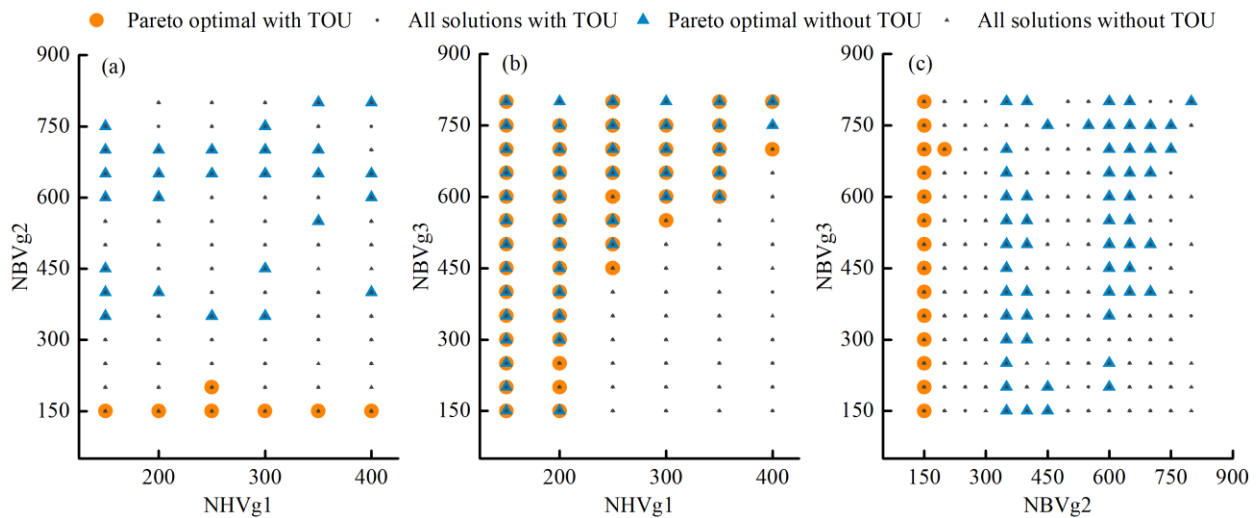 Pareto optimal with TOU All solutions with TOU Pareto optimal without TOU All solutions without TOU
(a)
NBVg2
900
750
600
450
300
150
200 300 400
NHVg1
(b)
NBVg3
900
750
600
450
300
150
200 300 400
NHVg1
(c)
NBVg3
900
750
600
450
300
150
150 300 450 600 750 900
NBVg2